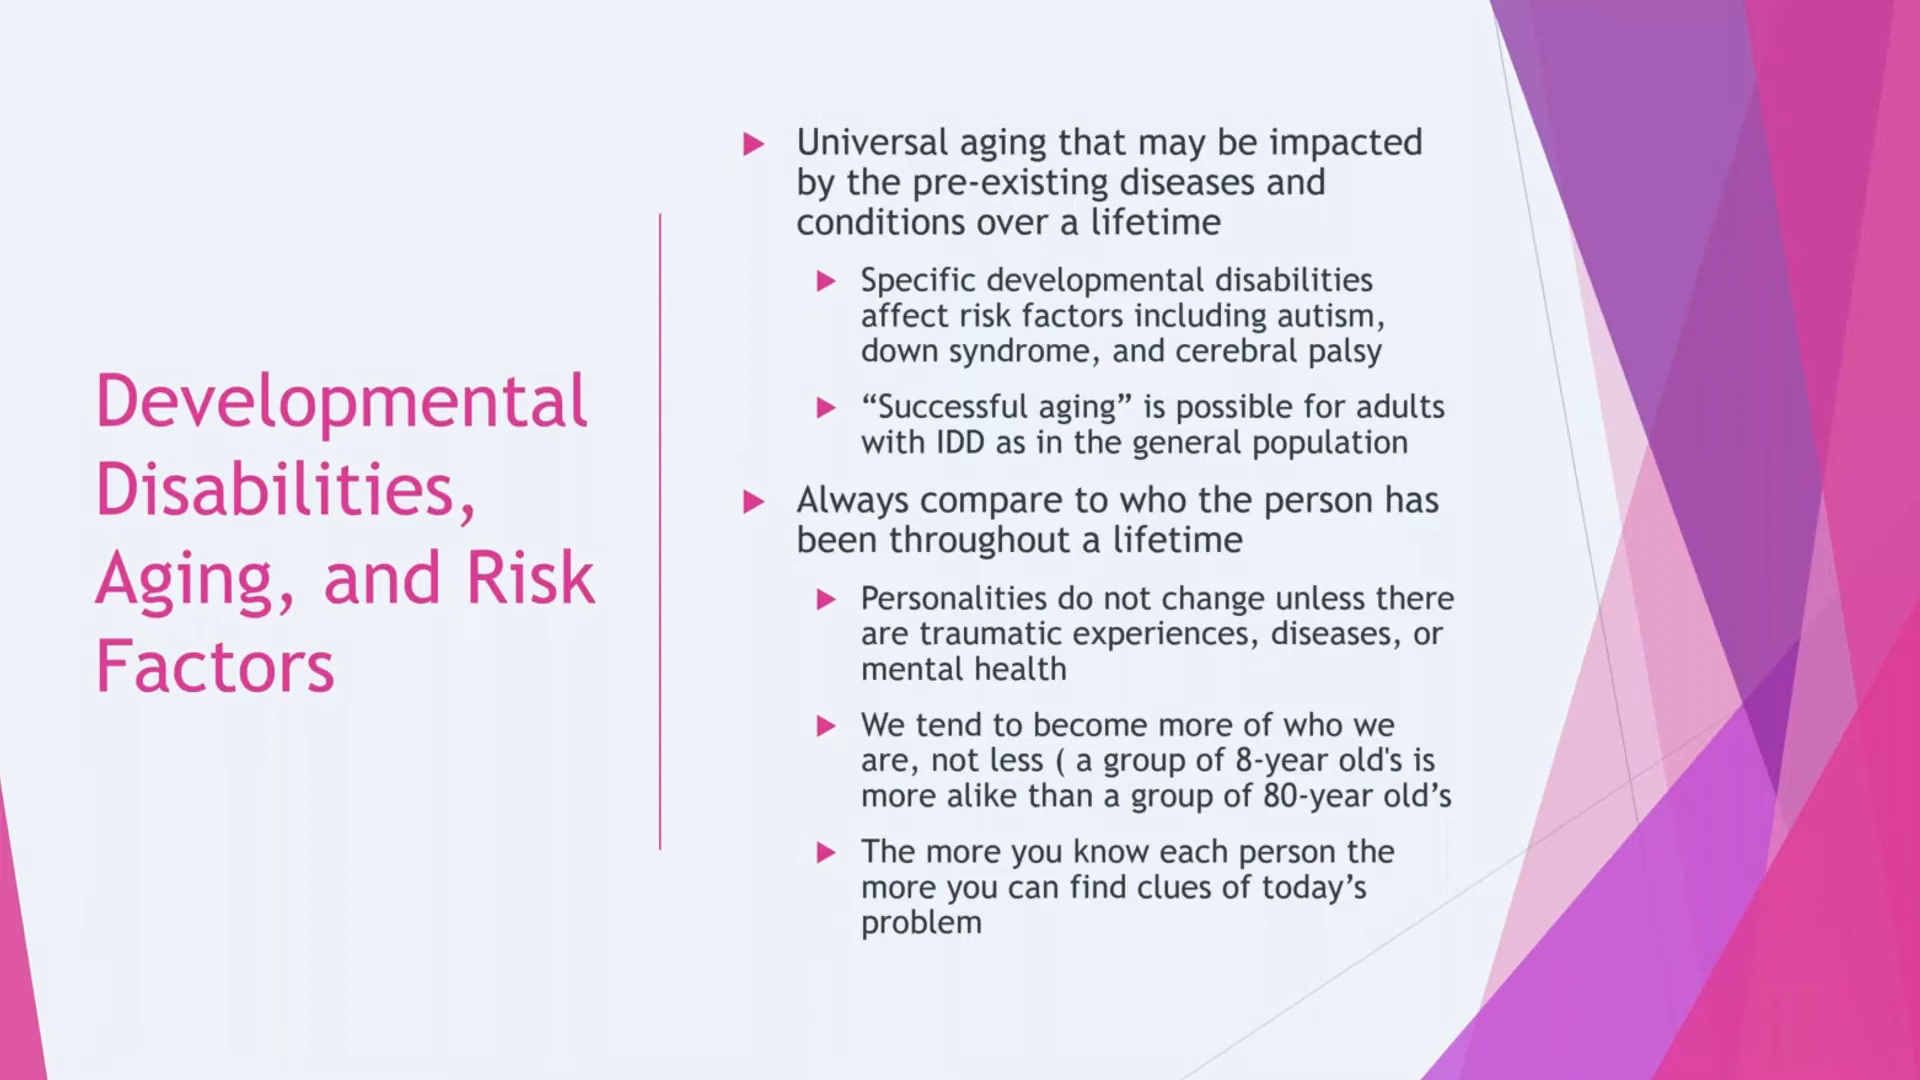 Developmental
Disabilities,
Aging, and Risk
Factors
Universal aging that may be impacted
by the pre-existing diseases and
conditions over a lifetime
Specific developmental disabilities
affect risk factors including autism,
down syndrome, and cerebral palsy
“Successful aging” is possible for adults
with IDD as in the general population
Always compare to who the person has
been throughout a lifetime
Personalities do not change unless there
are traumatic experiences, diseases, or
mental health
We tend to become more of who we
are, not less ( a group of 8-year old's is
more alike than a group of 80-year old’s
The more you know each person the
more you can find clues of today’s
problem